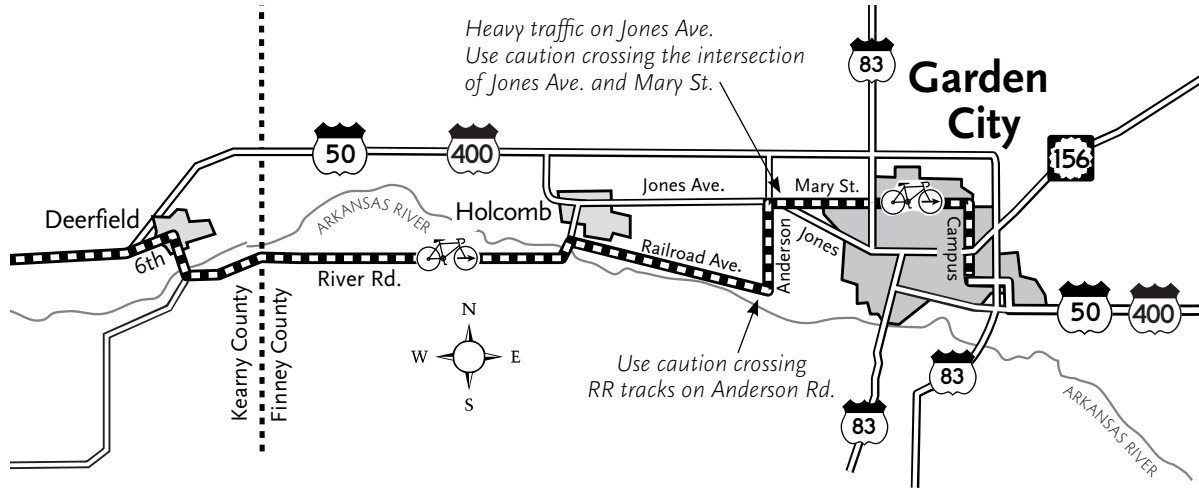 Heavy traffic on Jones Ave.
Use caution crossing the intersection
of Jones Ave. and Mary St.
83
Garden
City
50
400
156
Jones Ave.
Mary St.
Deerfield
ARKANSAS RIVER
Holcomb
6th
River Rd.
Railroad Ave.
Anderson
Jones
Campus
Kearny County
Finney County
N
W
E
S
50
400
Use caution crossing
RR tracks on Anderson Rd.
83
83
ARKANSAS RIVER